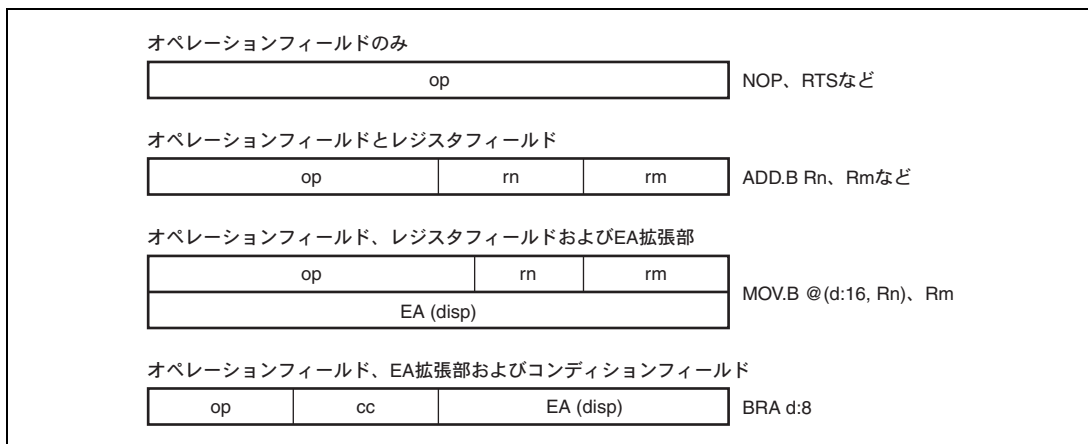 オペレーションフィールドのみ
op
NOP、RTSなど
オペレーションフィールドとレジスタフィールド
op rn rm
ADD.B Rn、Rmなど
オペレーションフィールド、レジスタフィールドおよびEA拡張部
op rn rm
EA (disp)
MOV.B @(d:16, Rn)、Rm
オペレーションフィールド、EA拡張部およびコンディションフィールド
op cc EA (disp)
BRA d:8